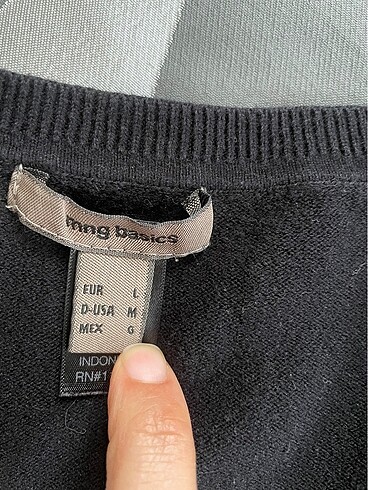 mng basics
EUR L
D-USA M
MEX G
INDON
RN#1